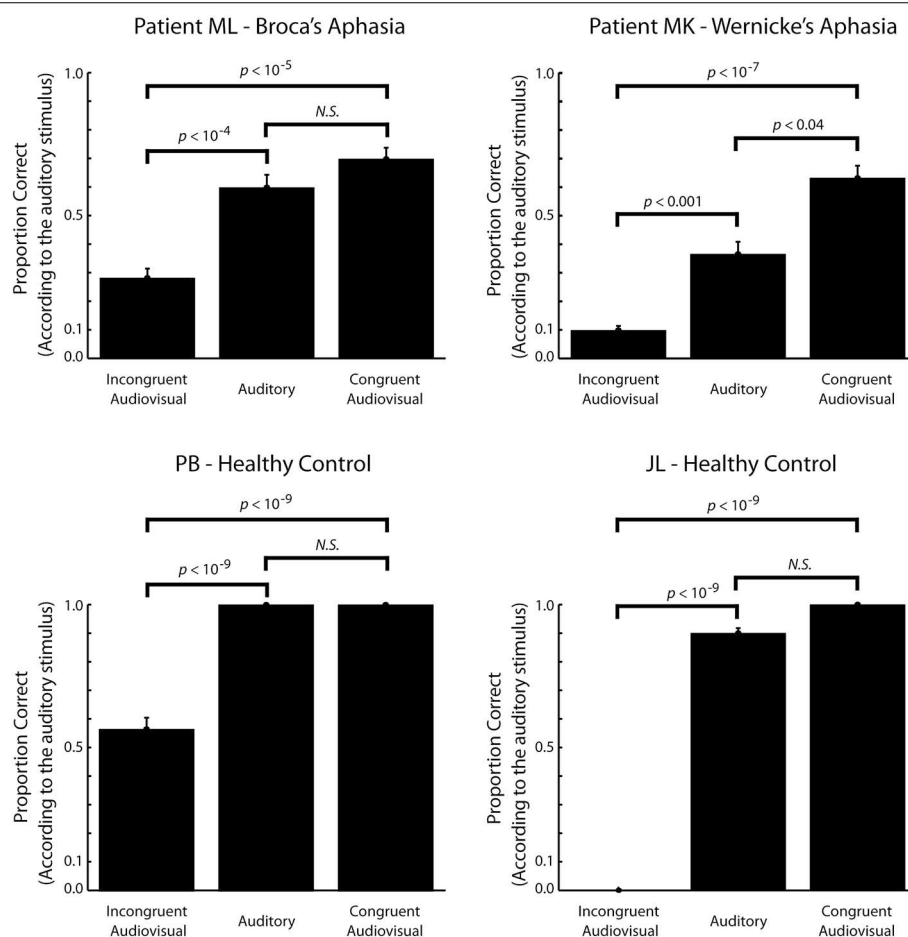 Patient ML - Broca's Aphasia
Proportion Correct
(According to the auditory stimulus)
1.0
0.5
0.1
0.0
p < 10-5
p < 10-4
N.S.
Incongruent
Audiovisual
Auditory
Congruent
Audiovisual
Patient MK - Wernicke's Aphasia
Proportion Correct
(According to the auditory stimulus)
1.0
0.5
0.1
0.0
p < 10-7
p < 0.04
p < 0.001
Incongruent
Audiovisual
Auditory
Congruent
Audiovisual
PB - Healthy Control
Proportion Correct
(According to the auditory stimulus)
1.0
0.5
0.1
0.0
p < 10-9
N.S.
p < 10-9
Incongruent
Audiovisual
Auditory
Congruent
Audiovisual
JL - Healthy Control
Proportion Correct
(According to the auditory stimulus)
1.0
0.5
0.1
0.0
p < 10-9
N.S.
p < 10-9
Incongruent
Audiovisual
Auditory
Congruent
Audiovisual